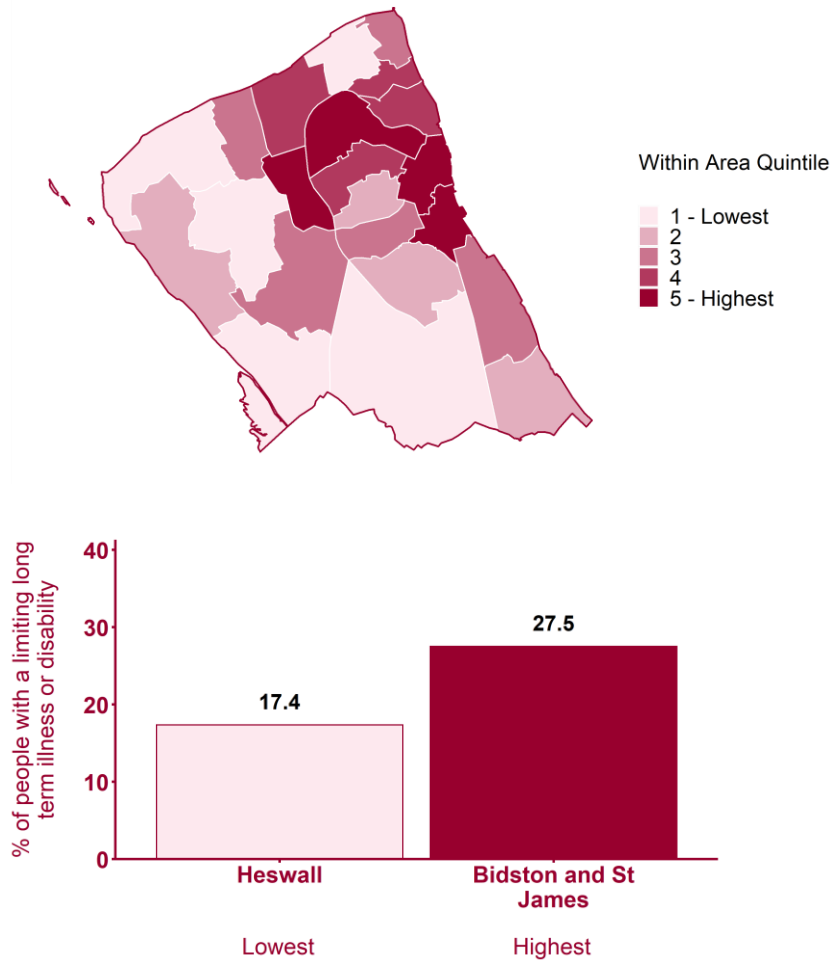 Within Area Quintile
1 - Lowest
2
3
4
5 - Highest
% of people with a limiting long
term illness or disability
40
30
20
10
0
17.4
27.5
Heswall
Bidston and St
James
Lowest
Highest